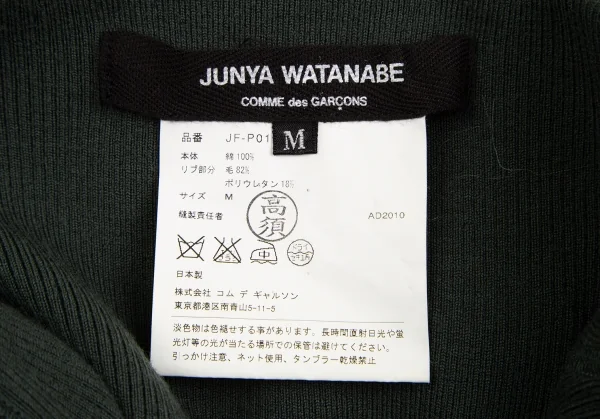 JUNYA WATANABE
COMME des GARÇONS
M
品番 JF-P01
本体 綿100%
リブ部分 毛82%
ポリウレタン18%
サイズ M
縫製責任者 高須 AD2010
中
日本製
株式会社 コム デ ギャルソン
東京都港区南青山5-11-5
淡色物は色褪せする事があります。長時間直射日光や蛍
光灯等の光が当たる場所での保管は避けてください。
引っかけ注意、ネット使用、タンブラー乾燥禁止